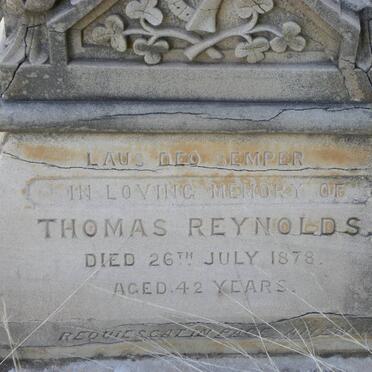 LAUS DEO SEMPER
IN LOVING MEMORY OF
THOMAS REYNOLDS.
DIED 26TH JULY 1878.
AGED 42 YEARS.
REQUIESCAT IN